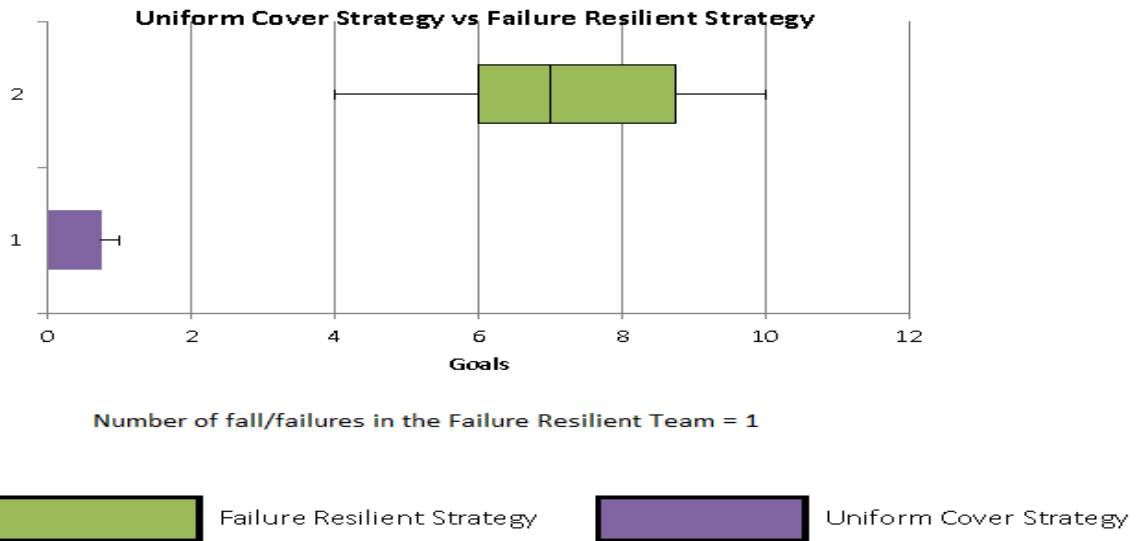 Uniform Cover Strategy vs Failure Resilient Strategy
2
1
0 2 4 6 8 10 12
Goals
Number of fall/failures in the Failure Resilient Team = 1
Failure Resilient Strategy Uniform Cover Strategy